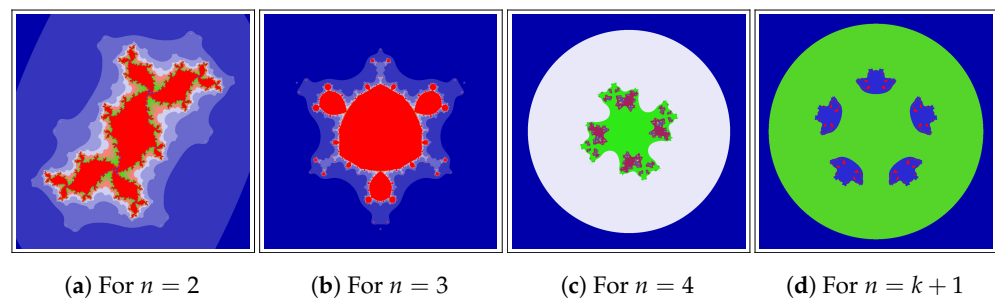 (a) For n = 2
(b) For n = 3
(c) For n = 4
(d) For n = k + 1